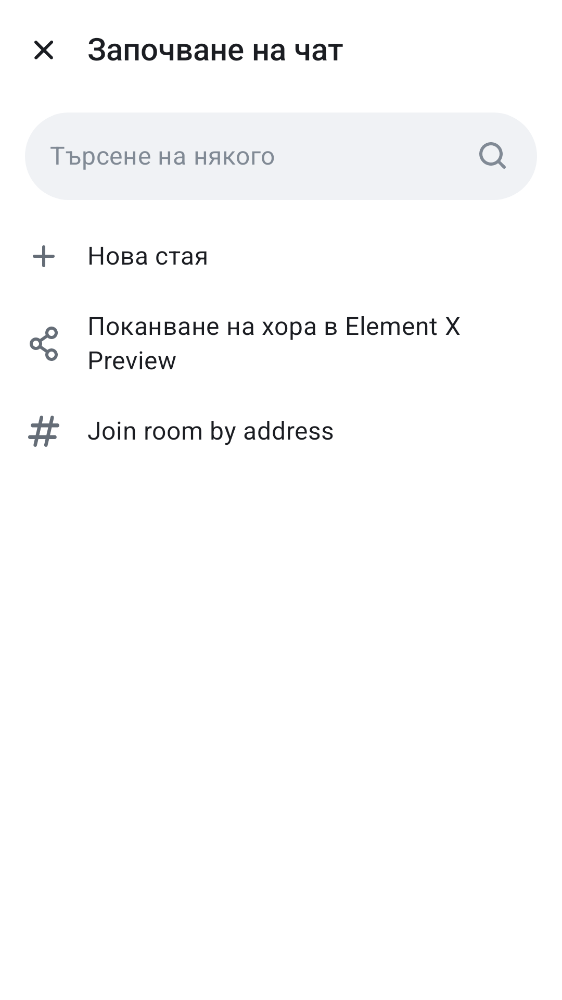 Започване на чат
Търсене на някого
Нова стая
Поканване на хора в Element X
Preview
Join room by address